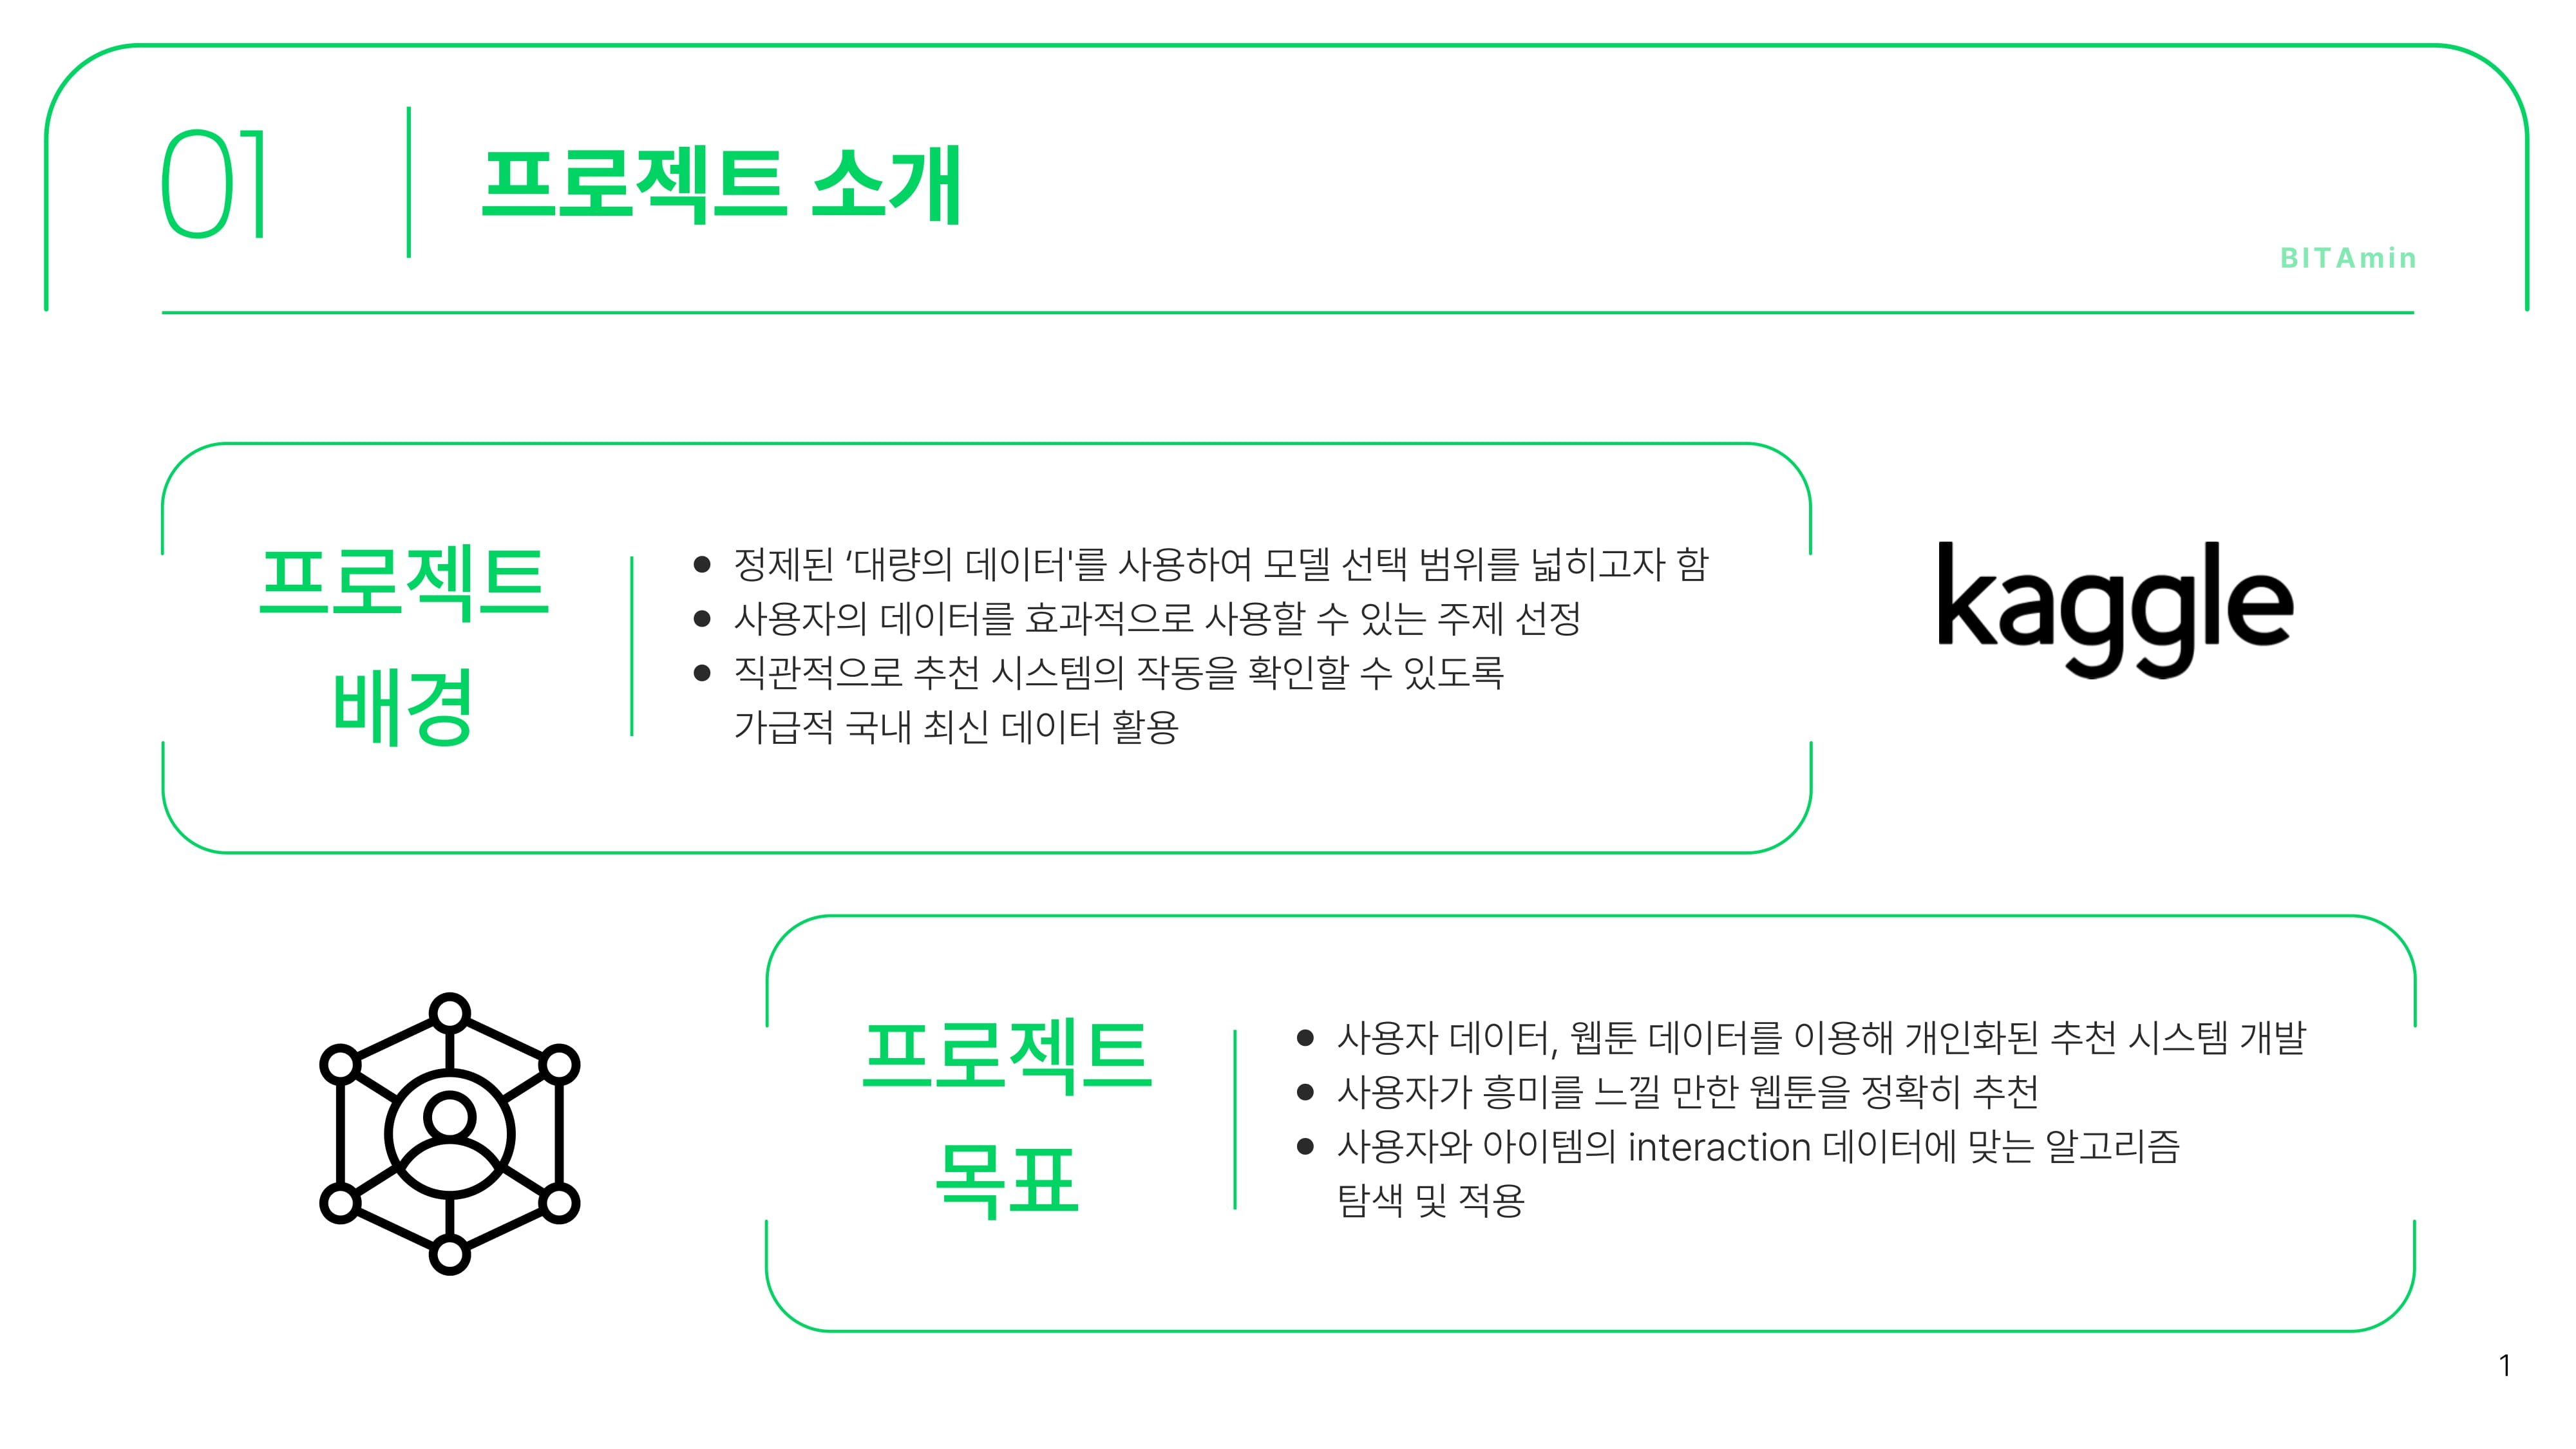 01
프로젝트 소개
BITAmin
프로젝트
배경
● 정제된 ‘대량의 데이터'를 사용하여 모델 선택 범위를 넓히고자 함
● 사용자의 데이터를 효과적으로 사용할 수 있는 주제 선정
● 직관적으로 추천 시스템의 작동을 확인할 수 있도록
가급적 국내 최신 데이터 활용
kaggle
프로젝트
목표
● 사용자 데이터, 웹툰 데이터를 이용해 개인화된 추천 시스템 개발
● 사용자가 흥미를 느낄 만한 웹툰을 정확히 추천
● 사용자와 아이템의 interaction 데이터에 맞는 알고리즘
탐색 및 적용
1